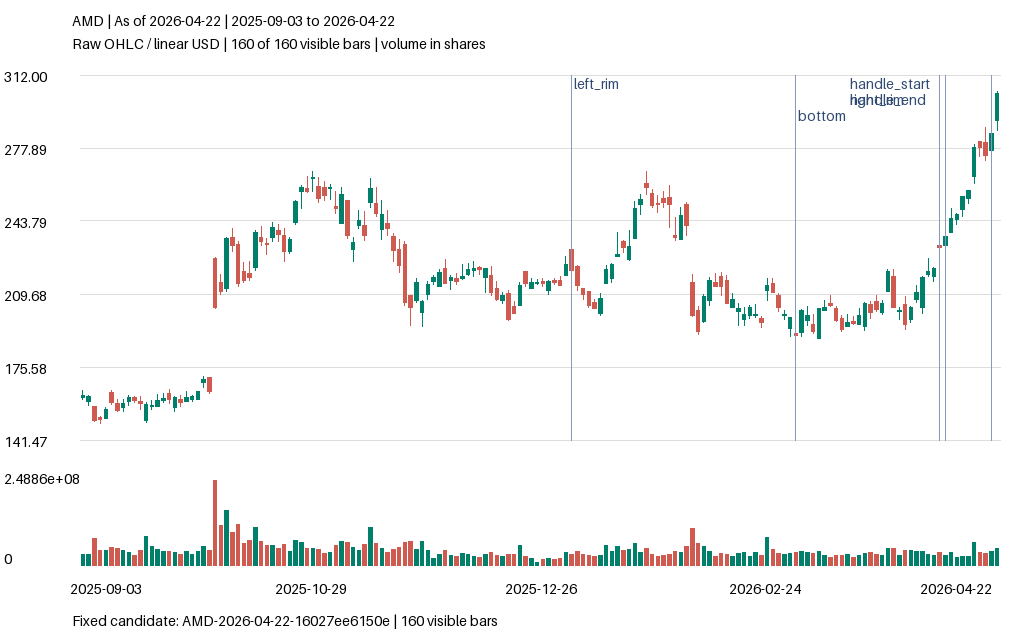 AMD | As of 2026-04-22 | 2025-09-03 to 2026-04-22
Raw OHLC / linear USD | 160 of 160 visible bars | volume in shares
312.00
left_rim
handle_start
handle_end
bottom
277.89
243.79
209.68
175.58
141.47
2.4886e+08
0
2025-09-03
2025-10-29
2025-12-26
2026-02-24
2026-04-22
Fixed candidate: AMD-2026-04-22-16027ee6150e | 160 visible bars